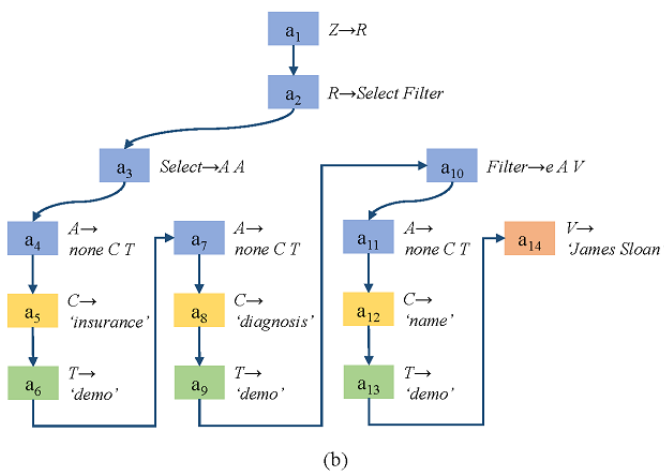 a1 Z→R
a2 R→Select Filter
a3 Select→A A
a10 Filter→e A V
a4 A→
none C T
a7 A→
none C T
a11 A→
none C T
a14 V→
‘James Sloan
a5 C→
‘insurance’
a8 C→
‘diagnosis’
a12 C→
‘name’
a6 T→
‘demo’
a9 T→
‘demo’
a13 T→
‘demo’
(b)